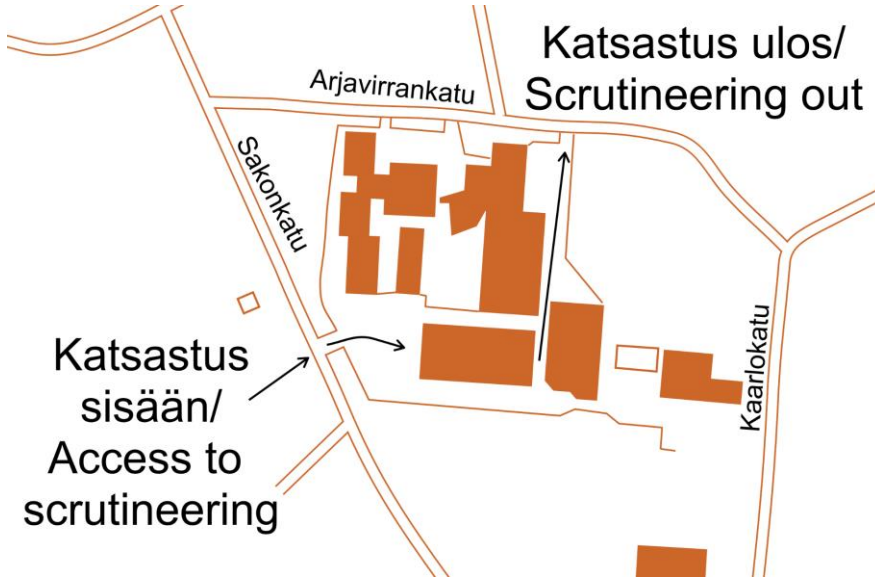 Katsastus ulos/
Scrutineering out
Arjavirrankatu
Sakonkatu
Katsastus
sisään/
Access to
scrutineering
Kaarlokatu